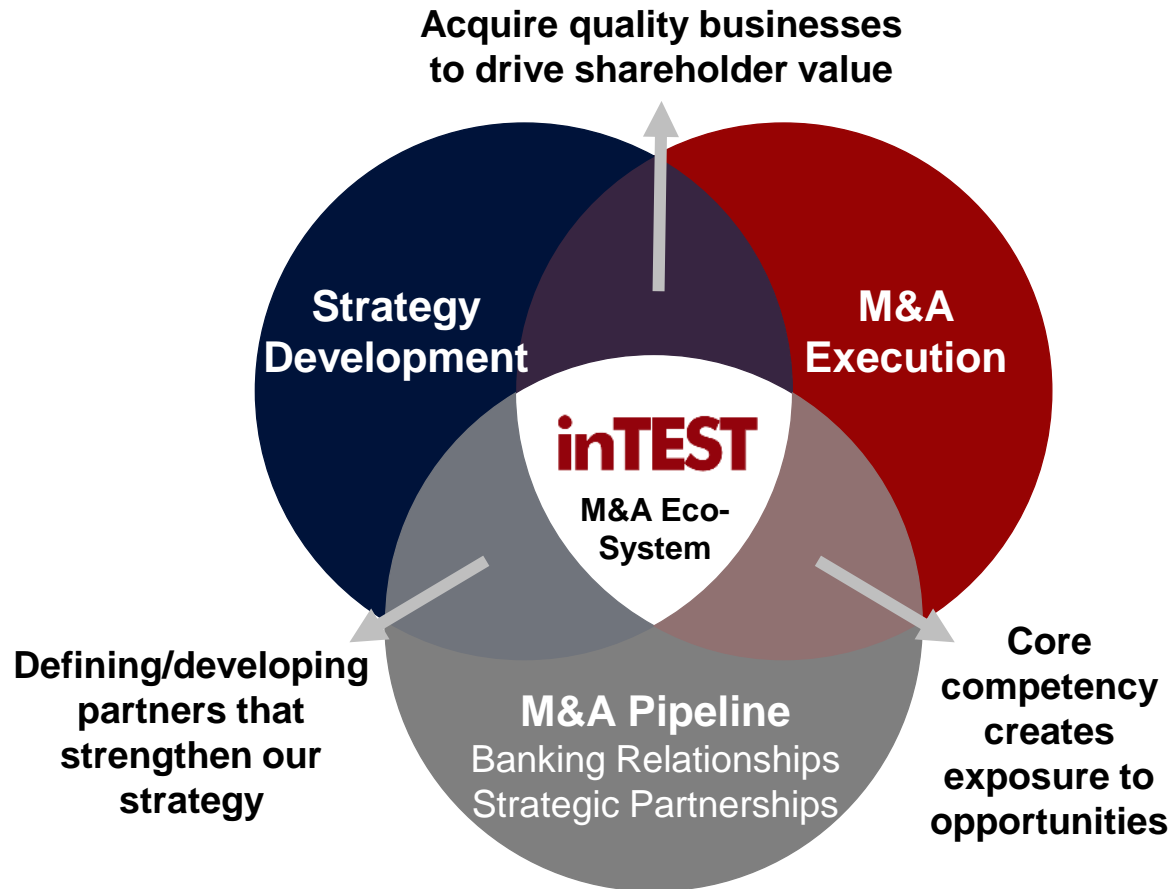 Acquire quality businesses
to drive shareholder value
Strategy
Development
M&A
Execution
inTEST
M&A Eco-
System
Defining/developing
partners that
strengthen our
strategy
M&A Pipeline
Banking Relationships
Strategic Partnerships
Core
competency
creates
exposure to
opportunities